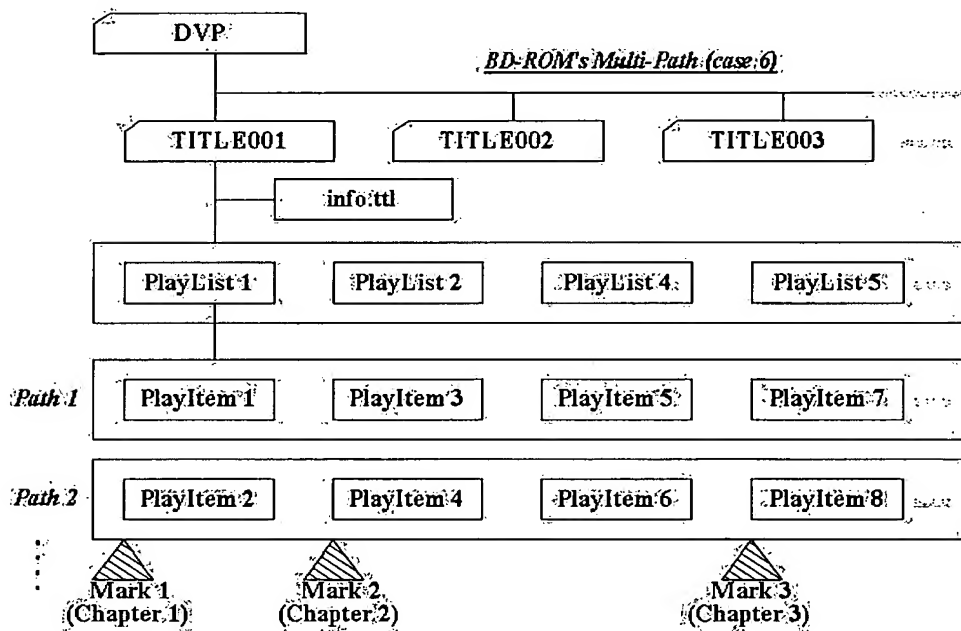 DVP
BD-ROM's Multi-Path (case 6)
TITLE001
TITLE002
TITLE003
info.ttl
PlayList 1
PlayList 2
PlayList 4
PlayList 5
Path 1
PlayItem 1
PlayItem 3
PlayItem 5
PlayItem 7
Path 2
PlayItem 2
PlayItem 4
PlayItem 6
PlayItem 8
Mark 1
(Chapter 1)
Mark 2
(Chapter 2)
Mark 3
(Chapter 3)